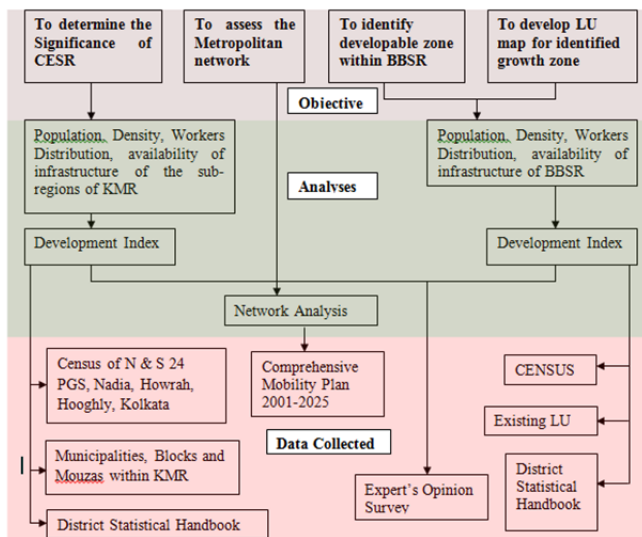 To determine the
Significance of
CESR
To assess the
Metropolitan
network
To identify
developable zone
within BBSR
To develop LU
map for identified
growth zone
Obiective
Population, Density, Workers
Distribution, availability of
infrastructure of the sub-
regions of KMR
Population, Density, Workers
Distribution, availability of
infrastructure of BBSR
Analvses
Development Index
Development Index
Network Analysis
Census of N & S 24
PGS, Nadia, Howrah,
Hooghly, Kolkata
Comprehensive
Mobility Plan
2001-2025
CENSUS
Existing LU
Data Collected
Municipalities, Blocks and
Mouzas within KMR
Expert's Opinion
Survey
District
Statistical
Handbook
District Statistical Handbook